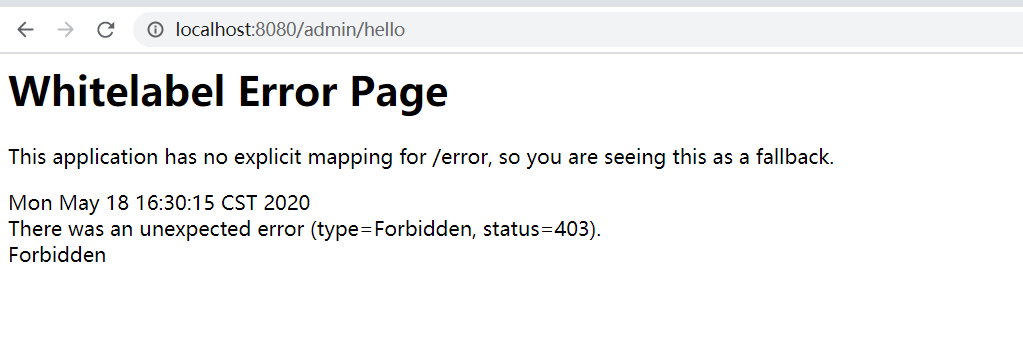 localhost:8080/admin/hello
Whitelabel Error Page
This application has no explicit mapping for /error, so you are seeing this as a fallback.
Mon May 18 16:30:15 CST 2020
There was an unexpected error (type=Forbidden, status=403).
Forbidden